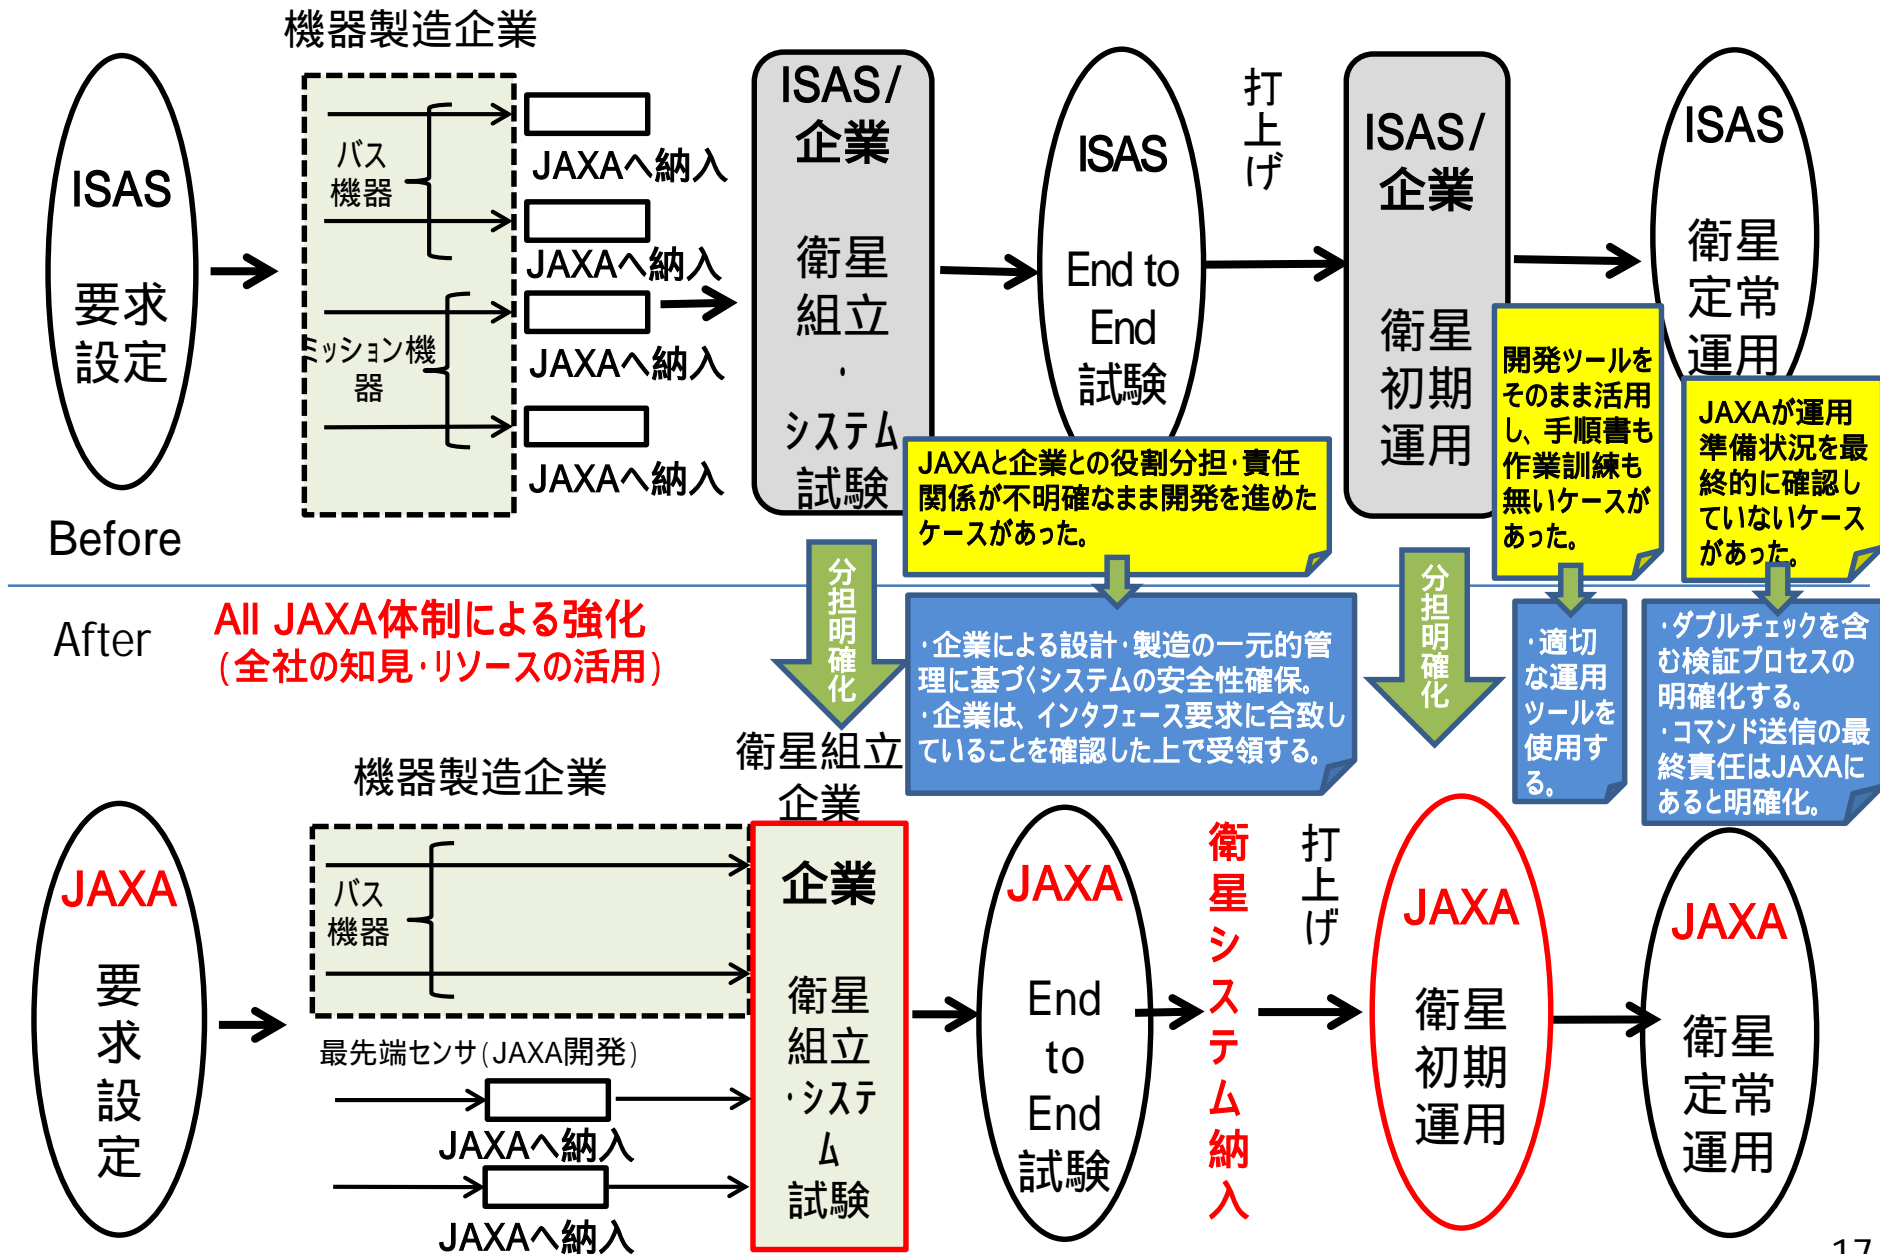 機器製造企業
ISAS
要求
設定
バス
機器
ミッション機
器
JAXAへ納入
JAXAへ納入
JAXAへ納入
JAXAへ納入
ISAS/
企業
衛星
組立
・
システム
試験
ISAS
End to
End
試験
打
上
げ
ISAS/
企業
衛星
初期
運用
ISAS
衛星
定常
運用
JAXAと企業との役割分担・責任
関係が不明確なまま開発を進めた
ケースがあった。
開発ツールを
そのまま活用
し、手順書も
作業訓練も
無いケースが
あった。
JAXAが運用
準備状況を最
終的に確認し
ていないケース
があった。
Before
After
All JAXA体制による強化
(全社の知見・リソースの活用)
分
担
明
確
化
・企業による設計・製造の一元的管
理に基づくシステムの安全性確保。
・企業は、インタフェース要求に合致し
ていることを確認した上で受領する。
分
担
明
確
化
・適切
な運用
ツールを
使用す
る。
・ダブルチェックを含
む検証プロセスの
明確化する。
・コマンド送信の最
終責任はJAXAに
あると明確化。
JAXA
要
求
設
定
機器製造企業
バス
機器
最先端センサ(JAXA開発)
JAXAへ納入
JAXAへ納入
衛星組立
企業
企業
衛星
組立
・システ
ム
試験
JAXA
End
to
End
試験
衛
星
シ
ス
テ
ム
納
入
打
上
げ
JAXA
衛星
初期
運用
JAXA
衛星
定常
運用
17